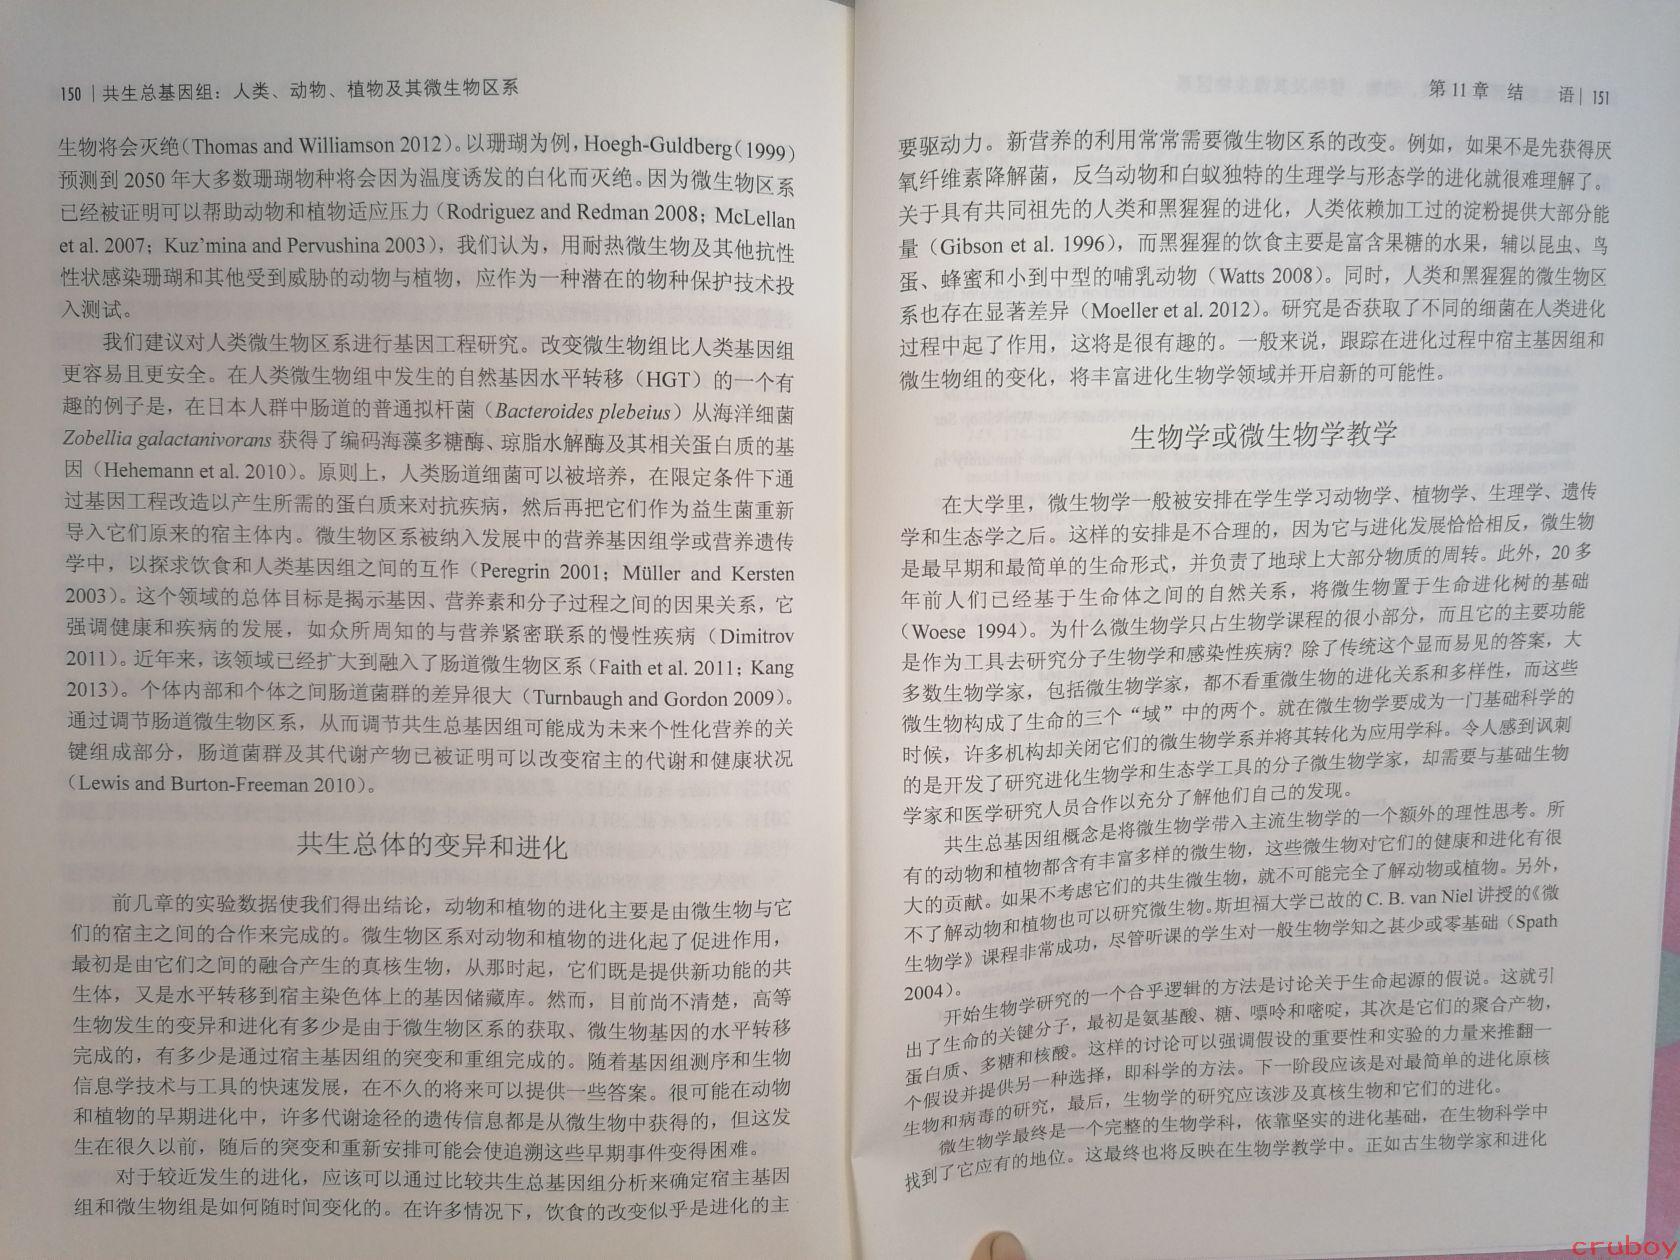 150 | 共生总基因组：人类、动物、植物及其微生物区系
生物将会灭绝(Thomas and Williamson 2012)。以珊瑚为例，Hoegh-Guldberg(1999)
预测到 2050 年大多数珊瑚物种将会因为温度诱发的白化而灭绝。因为微生物区系
已经被证明可以帮助动物和植物适应压力（Rodriguez and Redman 2008；McLellan
et al. 2007；Kuz’mina and Pervushina 2003），我们认为，用耐热微生物及其他抗性
性状感染珊瑚和其他受到威胁的动物与植物，应作为一种潜在的物种保护技术投
入测试。
我们建议对人类微生物区系进行基因工程研究。改变微生物组比人类基因组
更容易且更安全。在人类微生物组中发生的自然基因水平转移（HGT）的一个有
趣的例子是，在日本人群中肠道的普通拟杆菌（Bacteroides plebeius）从海洋细菌
Zobellia galactanivorans 获得了编码海藻多糖酶、琼脂水解酶及其相关蛋白质的基
因（Hehemann et al. 2010）。原则上，人类肠道细菌可以被培养，在限定条件下通
过基因工程改造以产生所需的蛋白质来对抗疾病，然后再把它们作为益生菌重新
导入它们原来的宿主体内。微生物区系被纳入发展中的营养基因组学或营养遗传
学中，以探求饮食和人类基因组之间的互作（Peregrin 2001；Müller and Kersten
2003）。这个领域的总体目标是揭示基因、营养素和分子过程之间的因果关系，它
强调健康和疾病的发展，如众所周知的与营养紧密联系的慢性疾病（Dimitrov
2011）。近年来，该领域已经扩大到融入了肠道微生物区系（Faith et al. 2011；Kang
2013）。个体内部和个体之间肠道菌群的差异很大（Turnbaugh and Gordon 2009）。
通过调节肠道微生物区系，从而调节共生总基因组可能成为未来个性化营养的关
键组成部分，肠道菌群及其代谢产物已被证明可以改变宿主的代谢和健康状况
（Lewis and Burton-Freeman 2010）。
共生总体的变异和进化
前几章的实验数据使我们得出结论，动物和植物的进化主要是由微生物与它
们的宿主之间的合作来完成的。微生物区系对动物和植物的进化起了促进作用，
最初是由它们之间的融合产生的真核生物，从那时起，它们既是提供新功能的共
生体，又是水平转移到宿主染色体上的基因储藏库。然而，目前尚不清楚，高等
生物发生的变异和进化有多少是由于微生物区系的获取、微生物基因的水平转移
完成的，有多少是通过宿主基因组的突变和重组完成的。随着基因组测序和生物
信息学技术与工具的快速发展，在不久的将来可以提供一些答案。很可能在动物
和植物的早期进化中，许多代谢途径的遗传信息都是从微生物中获得的，但这发
生在很久以前，随后的突变和重新安排可能会使追溯这些早期事件变得困难。
对于较近发生的进化，应该可以通过比较共生总基因组分析来确定宿主基因
组和微生物组是如何随时间变化的。在许多情况下，饮食的改变似乎是进化的主
第 11 章 结 语 | 151
要驱动力。新营养的利用常常需要微生物区系的改变。例如，如果不是先获得厌
氧纤维素降解菌，反刍动物和白蚁独特的生理学与形态学的进化就很难理解了。
关于具有共同祖先的人类和黑猩猩的进化，人类依赖加工过的淀粉提供大部分能
量（Gibson et al. 1996），而黑猩猩的饮食主要是富含果糖的水果，辅以昆虫、鸟
蛋、蜂蜜和小到中型的哺乳动物（Watts 2008）。同时，人类和黑猩猩的微生物区
系也存在显著差异（Moeller et al. 2012）。研究是否获取了不同的细菌在人类进化
过程中起了作用，这将是很有趣的。一般来说，跟踪在进化过程中宿主基因组和
微生物组的变化，将丰富进化生物学领域并开启新的可能性。
生物学或微生物学教学
在大学里，微生物学一般被安排在学生学习动物学、植物学、生理学、遗传
学和生态学之后。这样的安排是不合理的，因为它与进化发展恰恰相反，微生物
是最早期和最简单的生命形式，并负责了地球上大部分物质的周转。此外，20 多
年前人们已经基于生命体之间的自然关系，将微生物置于生命进化树的基础
（Woese 1994）。为什么微生物学只占生物学课程的很小部分，而且它的主要功能
是作为工具去研究分子生物学和感染性疾病？除了传统这个显而易见的答案，大
多数生物学家，包括微生物学家，都不看重微生物的进化关系和多样性，而这些
微生物构成了生命的三个“域”中的两个。就在微生物学要成为一门基础科学的
时候，许多机构却关闭它们的微生物学系并将其转化为应用学科。令人感到讽刺
的是开发了研究进化生物学和生态学工具的分子微生物学家，却需要与基础生物
学家和医学研究人员合作以充分了解他们自己的发现。
共生总基因组概念是将微生物学带入主流生物学的一个额外的理性思考。所
有的动物和植物都含有丰富多样的微生物，这些微生物对它们的健康和进化有很
大的贡献。如果不考虑它们的共生微生物，就不可能完全了解动物或植物。另外，
不了解动物和植物也可以研究微生物。斯坦福大学已故的 C. B. van Niel 讲授的《微
生物学》课程非常成功，尽管听课的学生对一般生物学知之甚少或零基础（Spath
2004）。
开始生物学研究的一个合乎逻辑的方法是讨论关于生命起源的假说。这就引
出了生命的关键分子，最初是氨基酸、糖、嘌呤和嘧啶，其次是它们的聚合产物，
蛋白质、多糖和核酸。这样的讨论可以强调假设的重要性和实验的力量来推翻一
个假设并提供另一种选择，即科学的方法。下一阶段应该是对最简单的进化原核
生物和病毒的研究，最后，生物学的研究应该涉及真核生物和它们的进化。
微生物学最终是一个完整的生物学科，依靠坚实的进化基础，在生物科学中
找到了它应有的地位。这最终也将反映在生物学教学中。正如古生物学家和进化
cruboy